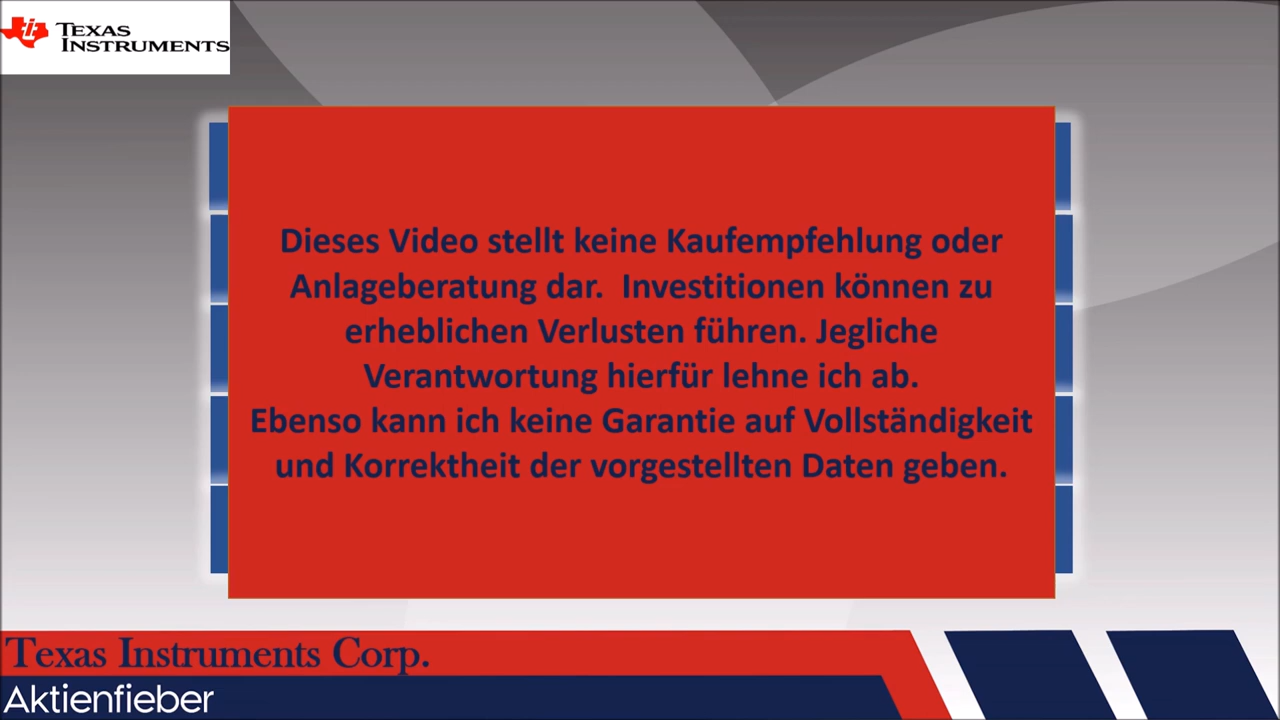 TEXAS
INSTRUMENTS
Dieses Video stellt keine Kaufempfehlung oder
Anlageberatung dar.  Investitionen können zu
erheblichen Verlusten führen. Jegliche
Verantwortung hierfür lehne ich ab.
Ebenso kann ich keine Garantie auf Vollständigkeit
und Korrektheit der vorgestellten Daten geben.
Texas Instruments Corp.
Aktienfieber